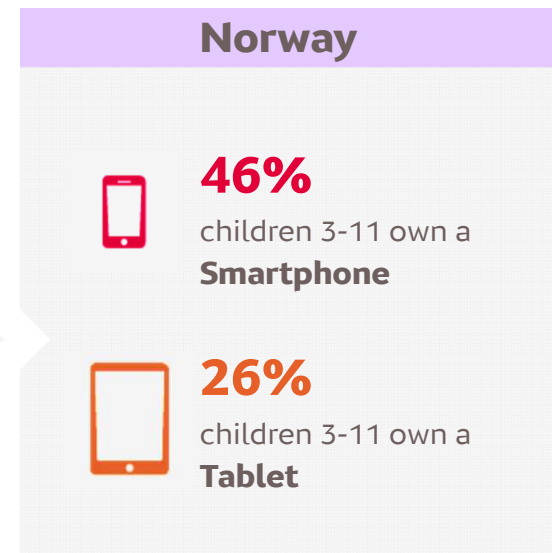 Norway
46%
children 3-11 own a
Smartphone
26%
children 3-11 own a
Tablet